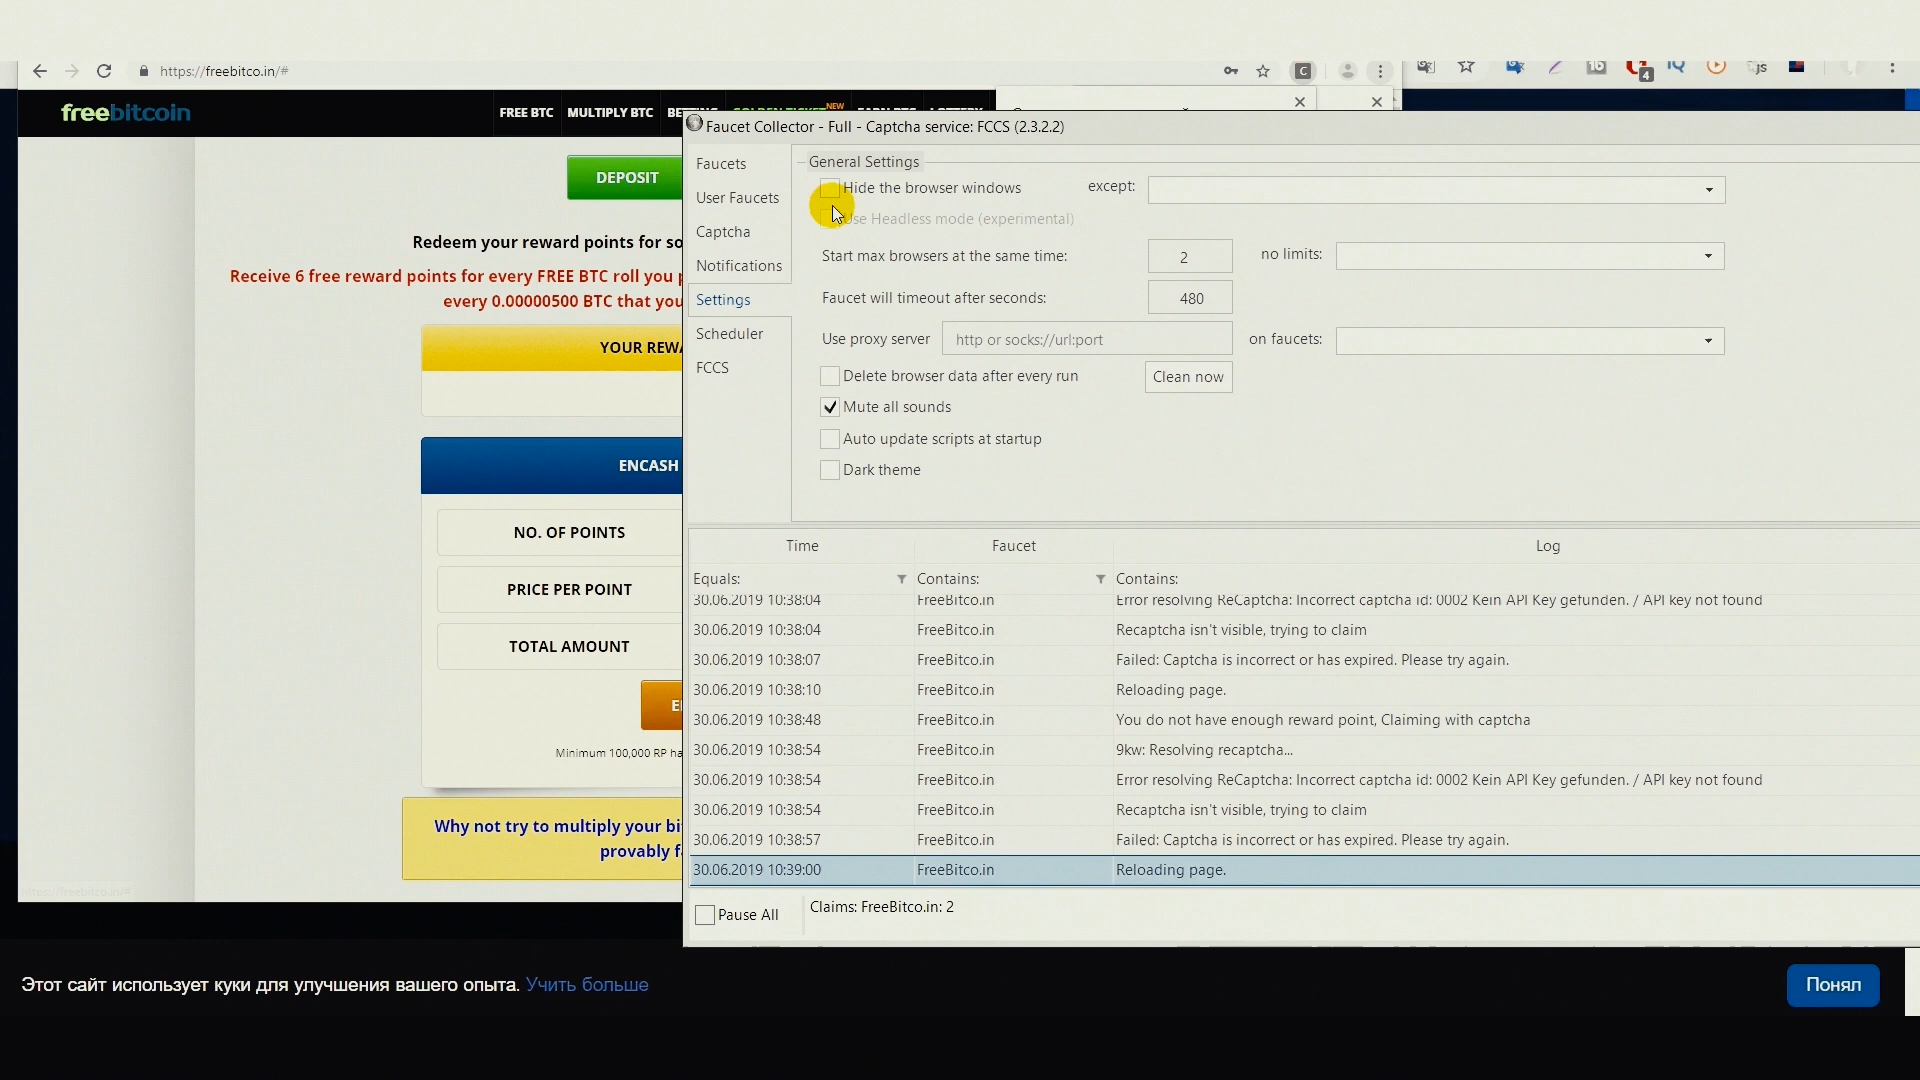 https://freebitco.in/#
freebitcoin
FREE BTC
MULTIPLY BTC
NEW
4
16
IQ
js
DEPOSIT
Redeem your reward points for so
Receive 6 free reward points for every FREE BTC roll you p
every 0.00000500 BTC that you
YOUR REWA
ENCASH
NO. OF POINTS
PRICE PER POINT
TOTAL AMOUNT
E
Minimum 100,000 RP ha
Why not try to multiply your bi
provably f
Faucet Collector - Full - Captcha service: FCCS (2.3.2.2)
Faucets
User Faucets
Captcha
Notifications
Settings
Scheduler
FCCS
General Settings
Hide the browser windows
except:
Use Headless mode (experimental)
Start max browsers at the same time:
2
no limits:
Faucet will timeout after seconds:
480
Use proxy server
http or socks://url:port
on faucets:
Delete browser data after every run
Clean now
Mute all sounds
Auto update scripts at startup
Dark theme
Time Faucet Log
Equals: Contains: Contains:
30.06.2019 10:38:04 FreeBitco.in Error resolving ReCaptcha: Incorrect captcha id: 0002 Kein API Key gefunden. / API key not found
30.06.2019 10:38:04 FreeBitco.in Recaptcha isn't visible, trying to claim
30.06.2019 10:38:07 FreeBitco.in Failed: Captcha is incorrect or has expired. Please try again.
30.06.2019 10:38:10 FreeBitco.in Reloading page.
30.06.2019 10:38:48 FreeBitco.in You do not have enough reward point, Claiming with captcha
30.06.2019 10:38:54 FreeBitco.in 9kw: Resolving recaptcha...
30.06.2019 10:38:54 FreeBitco.in Error resolving ReCaptcha: Incorrect captcha id: 0002 Kein API Key gefunden. / API key not found
30.06.2019 10:38:54 FreeBitco.in Recaptcha isn't visible, trying to claim
30.06.2019 10:38:57 FreeBitco.in Failed: Captcha is incorrect or has expired. Please try again.
30.06.2019 10:39:00 FreeBitco.in Reloading page.
Pause All
Claims: FreeBitco.in: 2
Этот сайт использует куки для улучшения вашего опыта. Учить больше
Понял